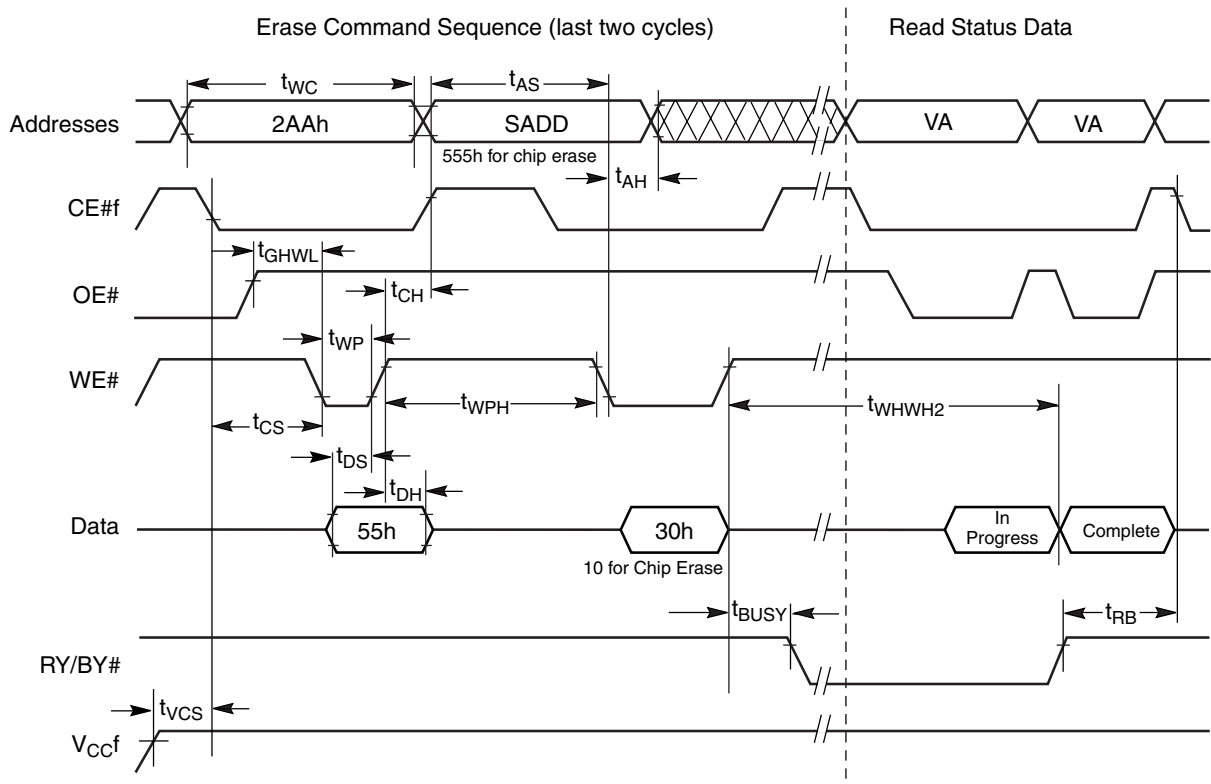 Erase Command Sequence (last two cycles)
Read Status Data
tWC
tAS
Addresses
2AAh
SADD
VA
VA
555h for chip erase
tAH
CE#f
tGHWL
OE#
tCH
tWP
WE#
tWPH
tWHWH2
tCS
tDS
tDH
Data
55h
30h
In
Progress
Complete
10 for Chip Erase
tBUSY
tRB
RY/BY#
tVCS
VCCf